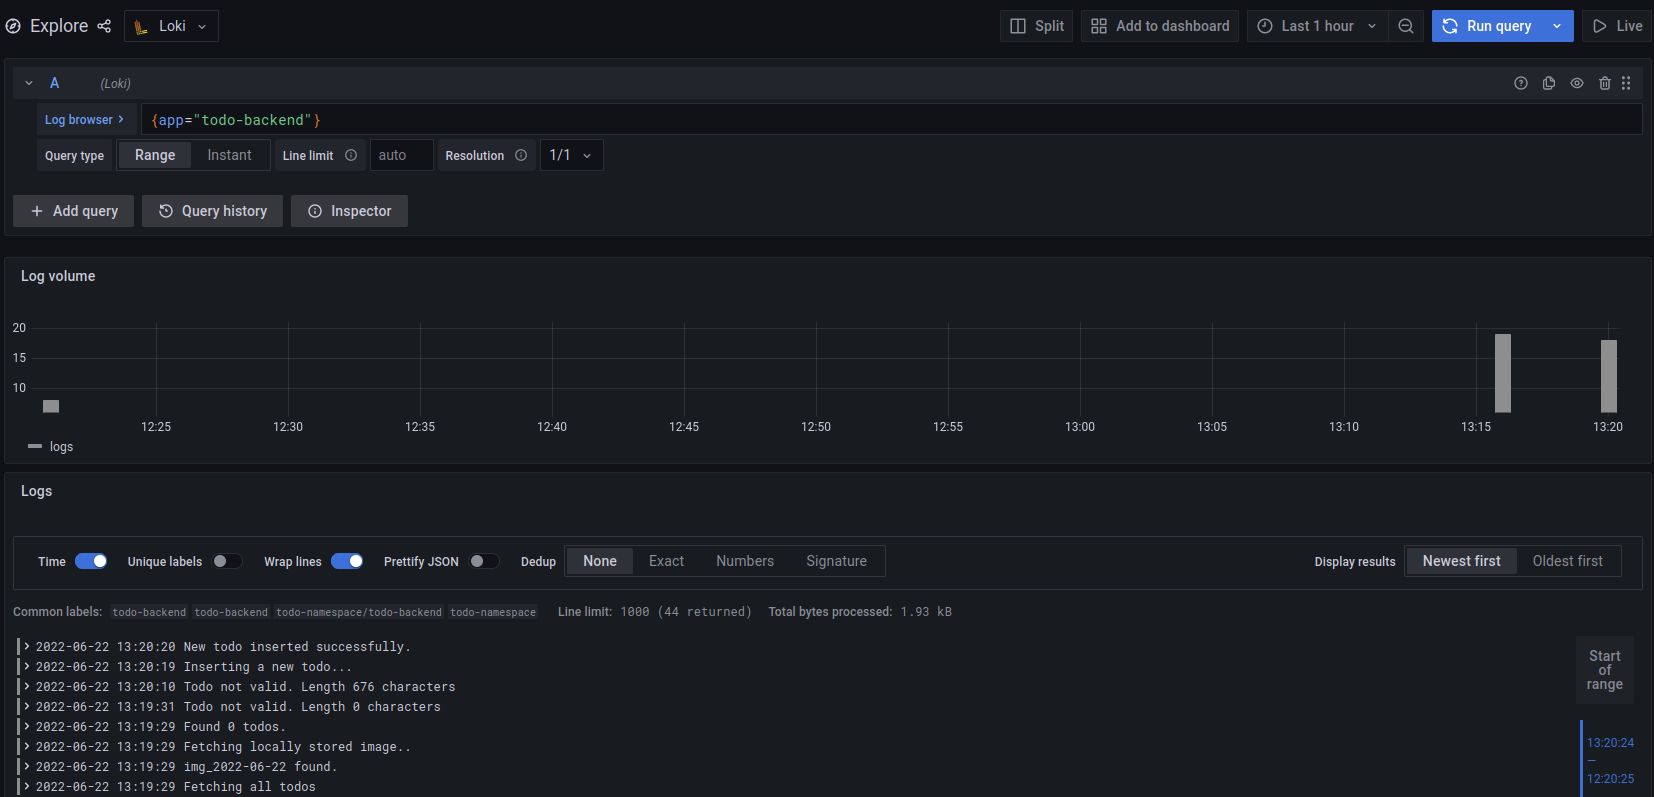 Explore Loki Split Add to dashboard Last 1 hour Run query Live
A (Loki)
Log browser > {app="todo-backend"}
Query type Range Instant Line limit auto Resolution 1/1
+ Add query Query history Inspector
Log volume
20
15
10
12:25 12:30 12:35 12:40 12:45 12:50 12:55 13:00 13:05 13:10 13:15 13:20
logs
Logs
Time Unique labels Wrap lines Prettify JSON Dedup None Exact Numbers Signature Display results Newest first Oldest first
Common labels: todo-backend todo-backend todo-namespace/todo-backend todo-namespace Line limit: 1000 (44 returned) Total bytes processed: 1.93 kB
> 2022-06-22 13:20:20 New todo inserted successfully.
> 2022-06-22 13:20:19 Inserting a new todo...
> 2022-06-22 13:20:10 Todo not valid. Length 676 characters
> 2022-06-22 13:19:31 Todo not valid. Length 0 characters
> 2022-06-22 13:19:29 Found 0 todos.
> 2022-06-22 13:19:29 Fetching locally stored image..
> 2022-06-22 13:19:29 img_2022-06-22 found.
> 2022-06-22 13:19:29 Fetching all todos
Start
of
range
13:20:24
—
12:20:25